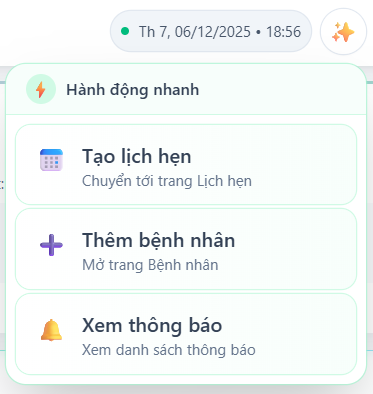 Th 7, 06/12/2025 • 18:56
Hành động nhanh
Tạo lịch hẹn
Chuyển tới trang Lịch hẹn
Thêm bệnh nhân
Mở trang Bệnh nhân
Xem thông báo
Xem danh sách thông báo